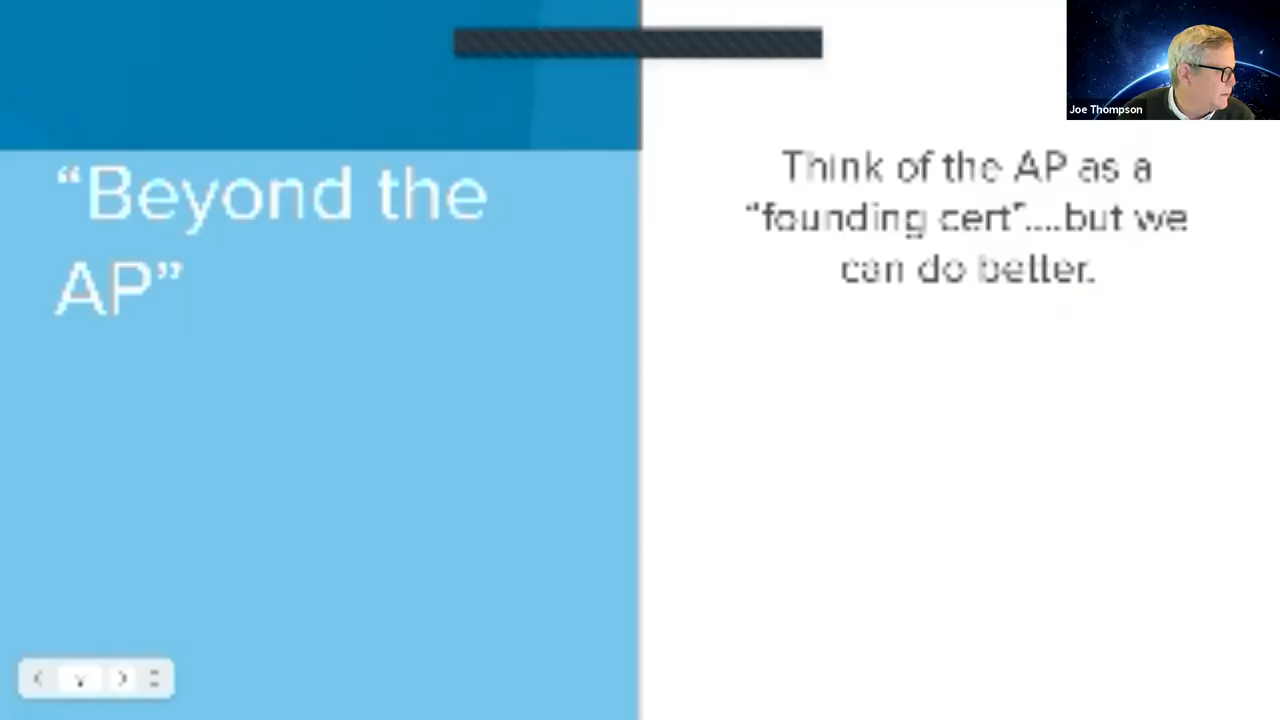 “Beyond the
AP”
Think of the AP as a
“founding cert”....but we
can do better.
Joe Thompson